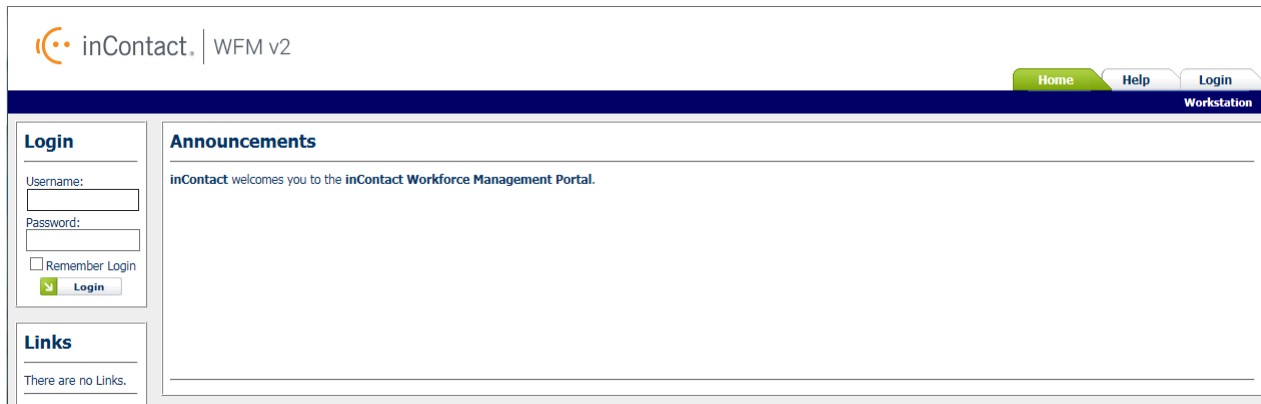 inContact. WFM v2
Home Help Login
Workstation
Login
Username:
Password:
Remember Login
Login
Links
There are no Links.
Announcements
inContact welcomes you to the inContact Workforce Management Portal.